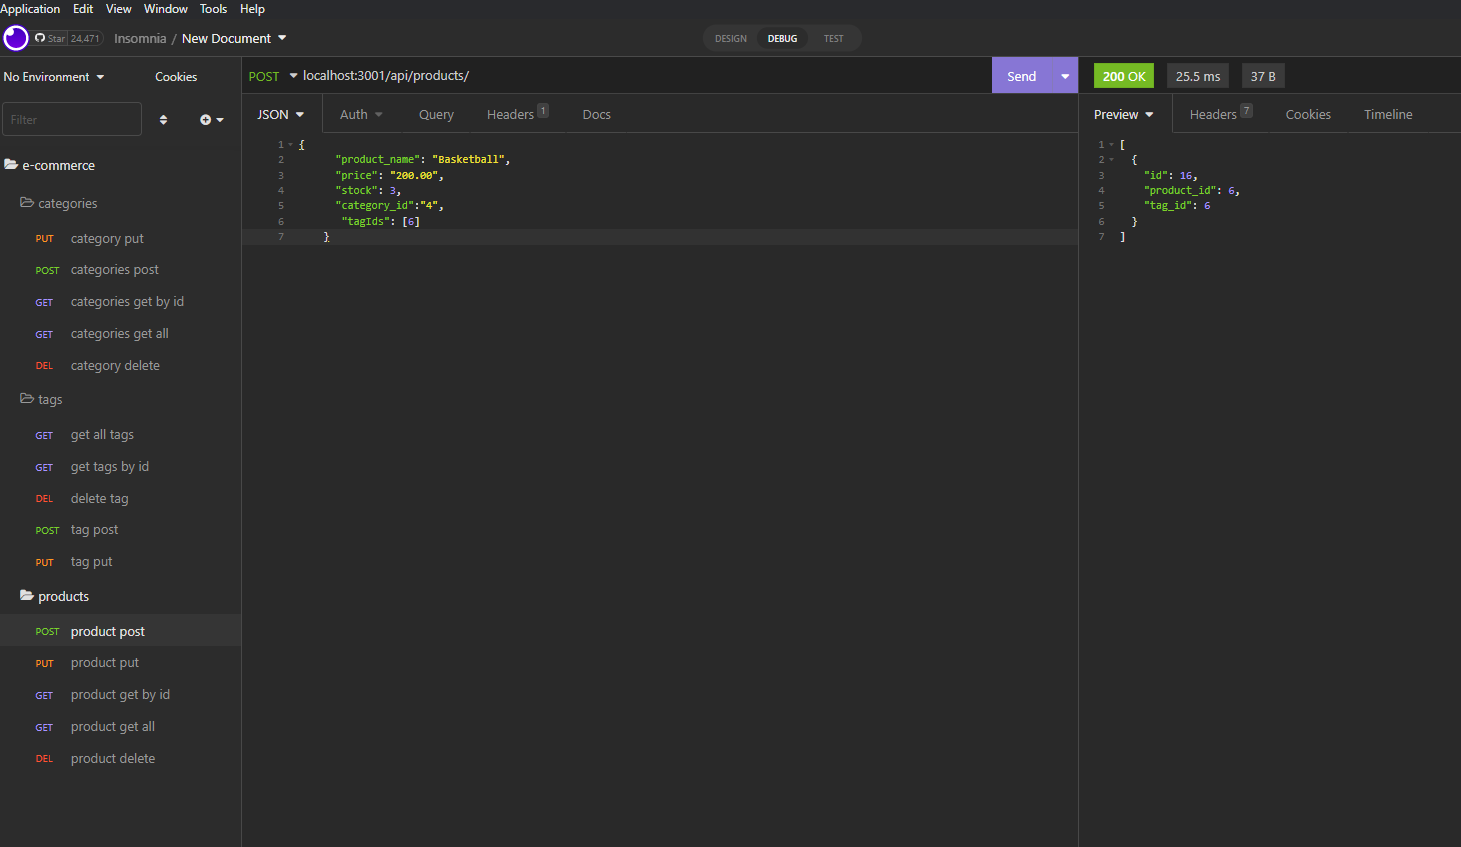 Application Edit View Window Tools Help
Star 24,471 Insomnia / New Document DESIGN DEBUG TEST
No Environment Cookies
Filter
e-commerce
categories
PUT category put
POST categories post
GET categories get by id
GET categories get all
DEL category delete
tags
GET get all tags
GET get tags by id
DEL delete tag
POST tag post
PUT tag put
products
POST product post
PUT product put
GET product get by id
GET product get all
DEL product delete
POST localhost:3001/api/products/ Send
JSON Auth Query Headers 1 Docs
1 {
2 "product_name": "Basketball",
3 "price": "200.00",
4 "stock": 3,
5 "category_id":"4",
6 "tagIds": [6]
7 }
200 OK 25.5 ms 37 B
Preview Headers 7 Cookies Timeline
1 [
2 {
3 "id": 16,
4 "product_id": 6,
5 "tag_id": 6
6 }
7 ]